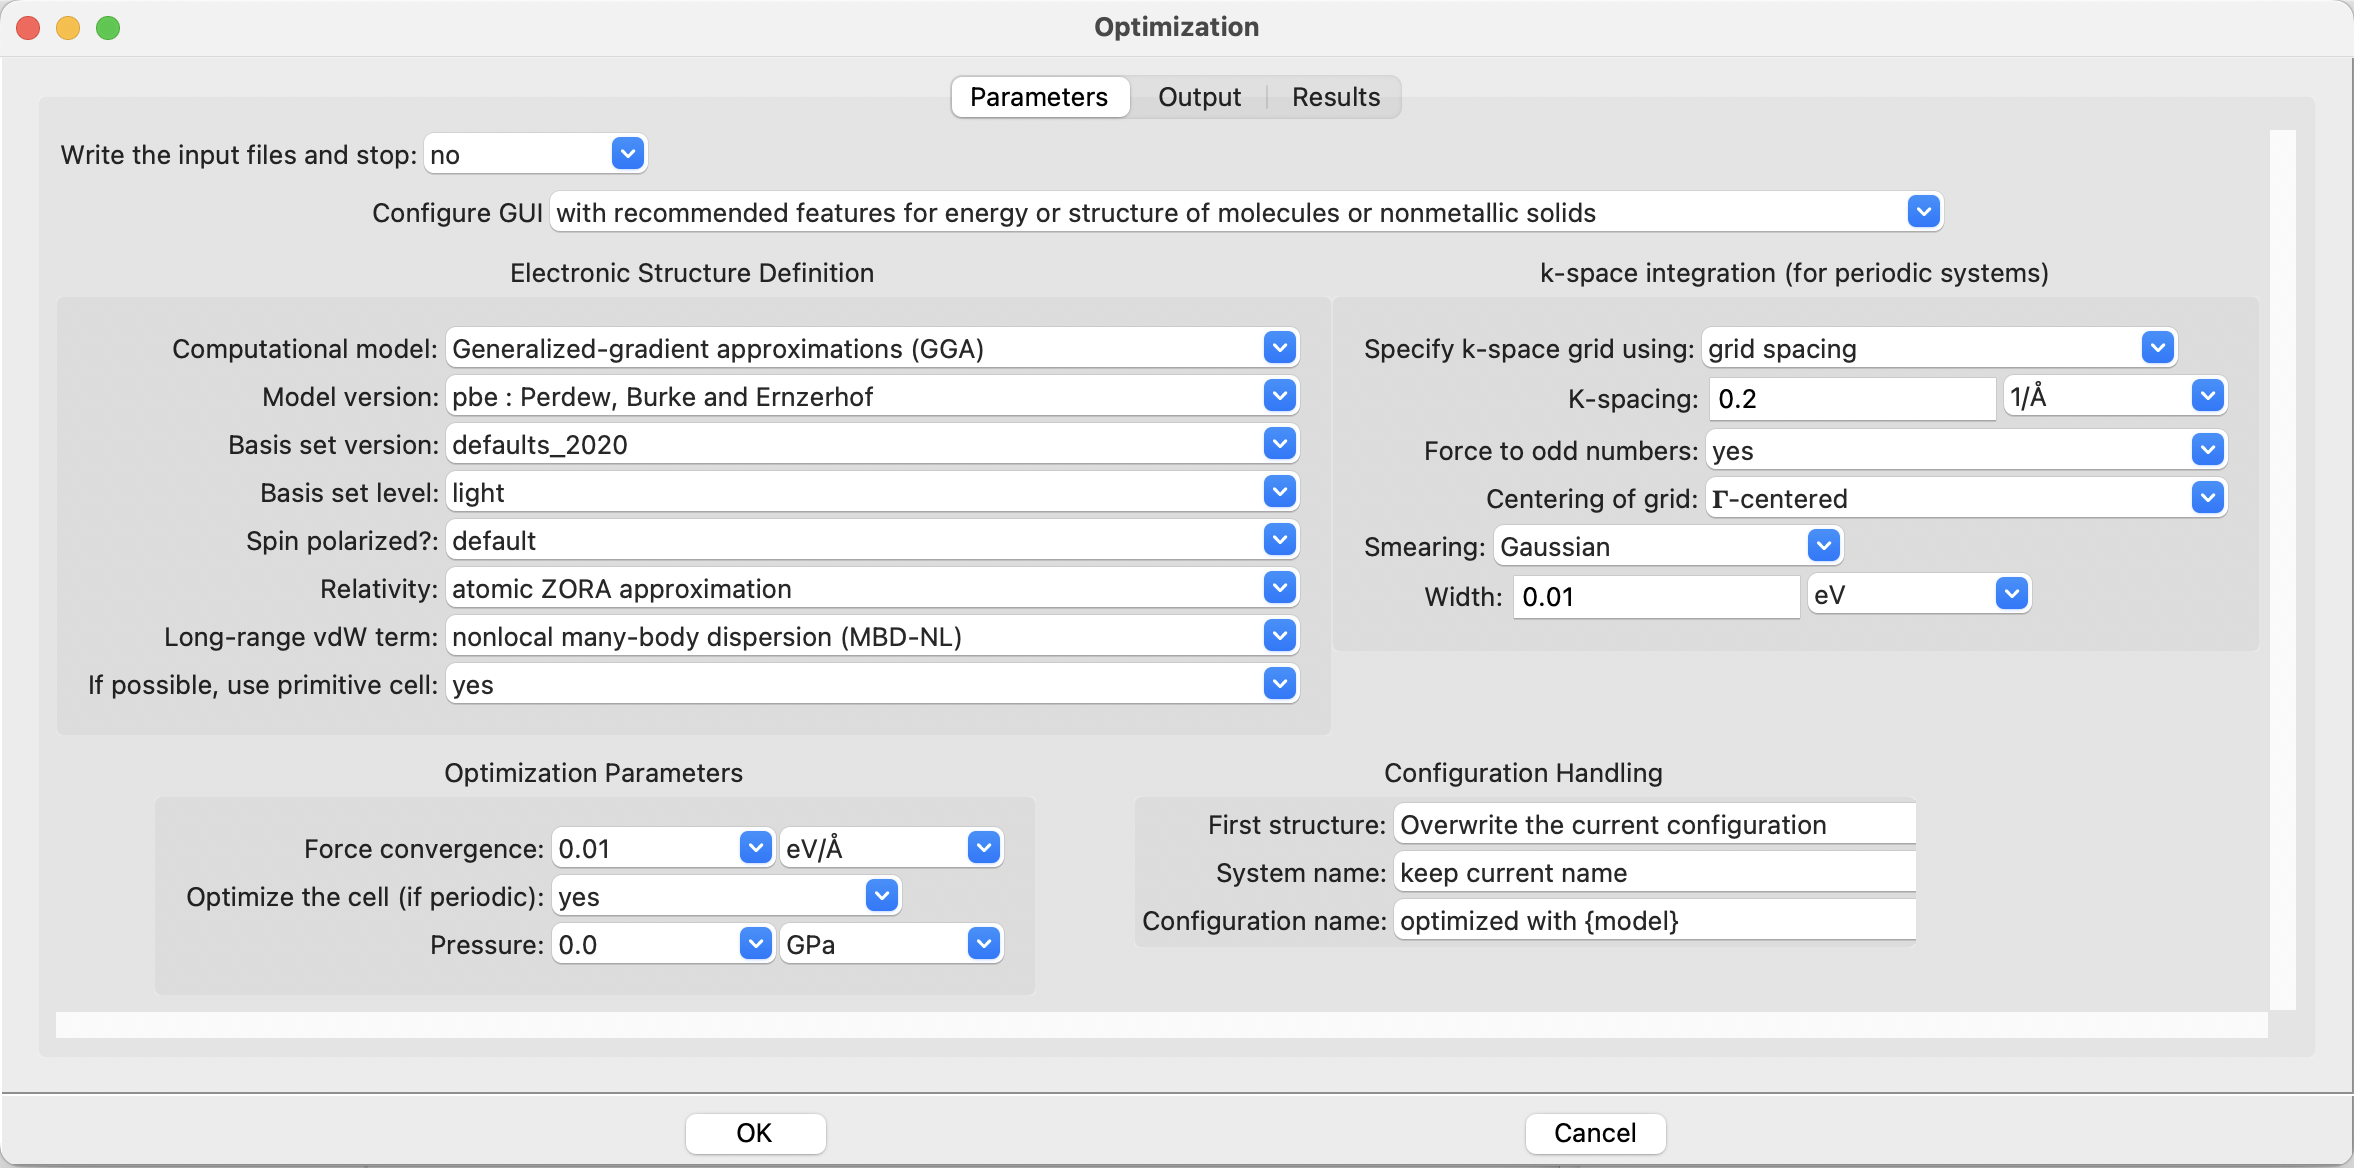 Optimization
Parameters Output Results
Write the input files and stop: no
Configure GUI with recommended features for energy or structure of molecules or nonmetallic solids
Electronic Structure Definition
Computational model: Generalized-gradient approximations (GGA)
Model version: pbe : Perdew, Burke and Ernzerhof
Basis set version: defaults_2020
Basis set level: light
Spin polarized?: default
Relativity: atomic ZORA approximation
Long-range vdW term: nonlocal many-body dispersion (MBD-NL)
If possible, use primitive cell: yes
k-space integration (for periodic systems)
Specify k-space grid using: grid spacing
K-spacing: 0.2 1/Å
Force to odd numbers: yes
Centering of grid: Γ-centered
Smearing: Gaussian
Width: 0.01 eV
Optimization Parameters
Force convergence: 0.01 eV/Å
Optimize the cell (if periodic): yes
Pressure: 0.0 GPa
Configuration Handling
First structure: Overwrite the current configuration
System name: keep current name
Configuration name: optimized with {model}
OK Cancel